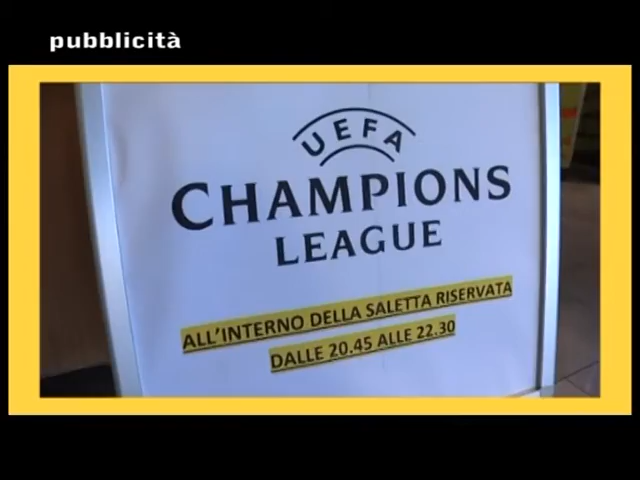 pubblicità
UEFA
CHAMPIONS
LEAGUE
ALL'INTERNO DELLA SALETTA RISERVATA
DALLE 20.45 ALLE 22.30